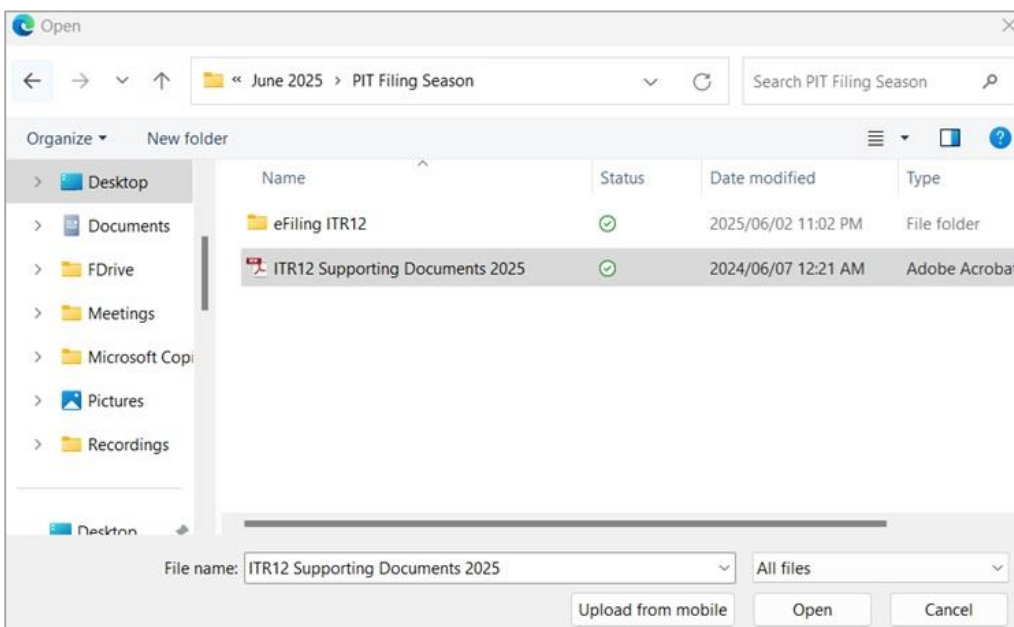 Open
« June 2025 > PIT Filing Season
Search PIT Filing Season
Organize
New folder
Name Status Date modified Type
Desktop
Documents
FDrive
Meetings
Microsoft Copi
Pictures
Recordings
Desktop
eFiling ITR12 2025/06/02 11:02 PM File folder
ITR12 Supporting Documents 2025 2024/06/07 12:21 AM Adobe Acroba
File name: ITR12 Supporting Documents 2025 All files
Upload from mobile Open Cancel